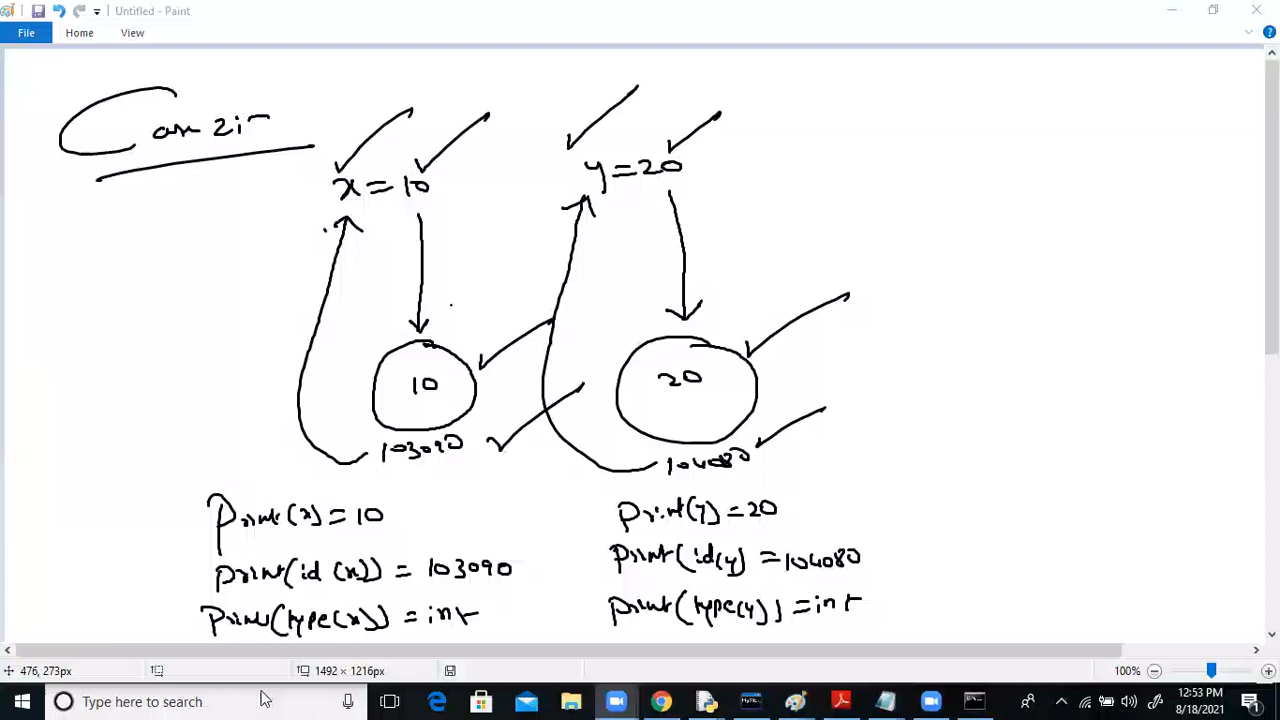 Untitled - Paint
File Home View
x = 10
y = 20
10
20
103090
104080
print(x) = 10
print(y) = 20
print(id(x)) = 103090
print(id(y) = 104080
print(type(x)) = int
print(type(y)) = int
476, 273px
1492 × 1216px
100%
Type here to search
12:53 PM
8/18/2021